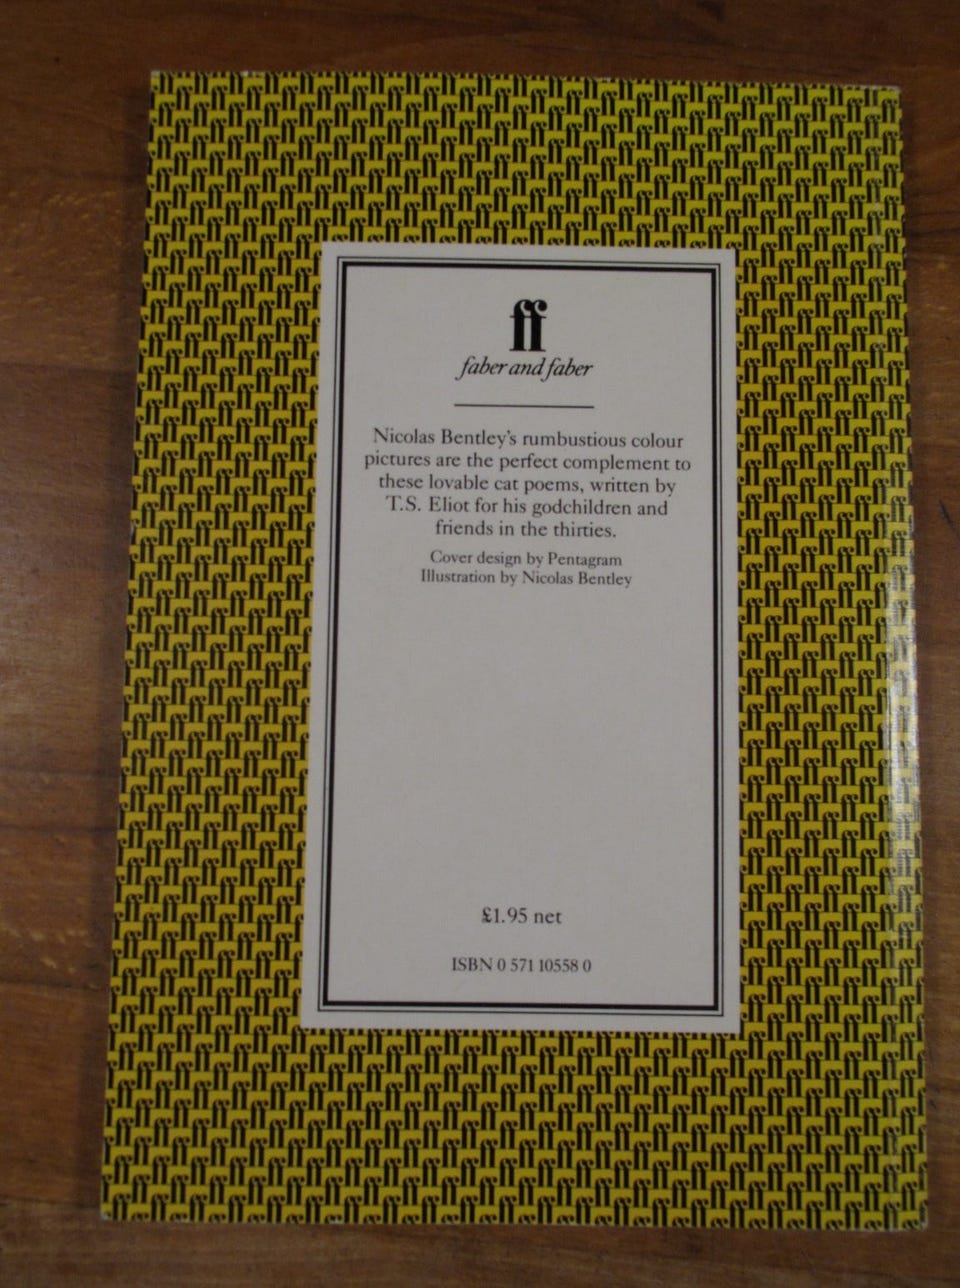 ff
faber and faber
Nicolas Bentley's rumbustious colour
pictures are the perfect complement to
these lovable cat poems, written by
T.S. Eliot for his godchildren and
friends in the thirties.
Cover design by Pentagram
Illustration by Nicolas Bentley
£1.95 net
ISBN 0 571 10558 0